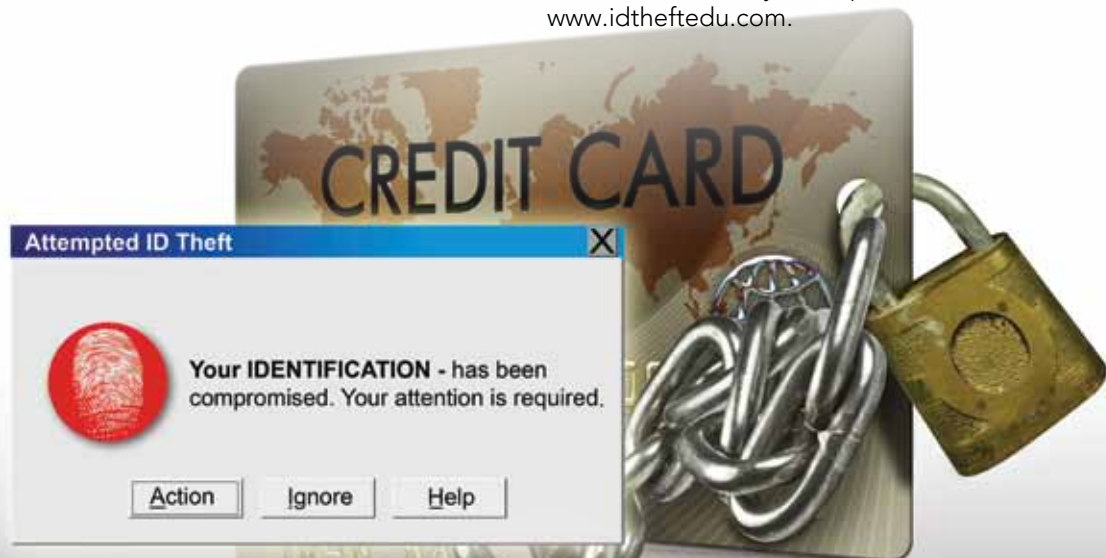 www.idtheftedu.com.
CREDIT CARD
Attempted ID Theft
X
Your IDENTIFICATION - has been
compromised. Your attention is required.
Action
Ignore
Help